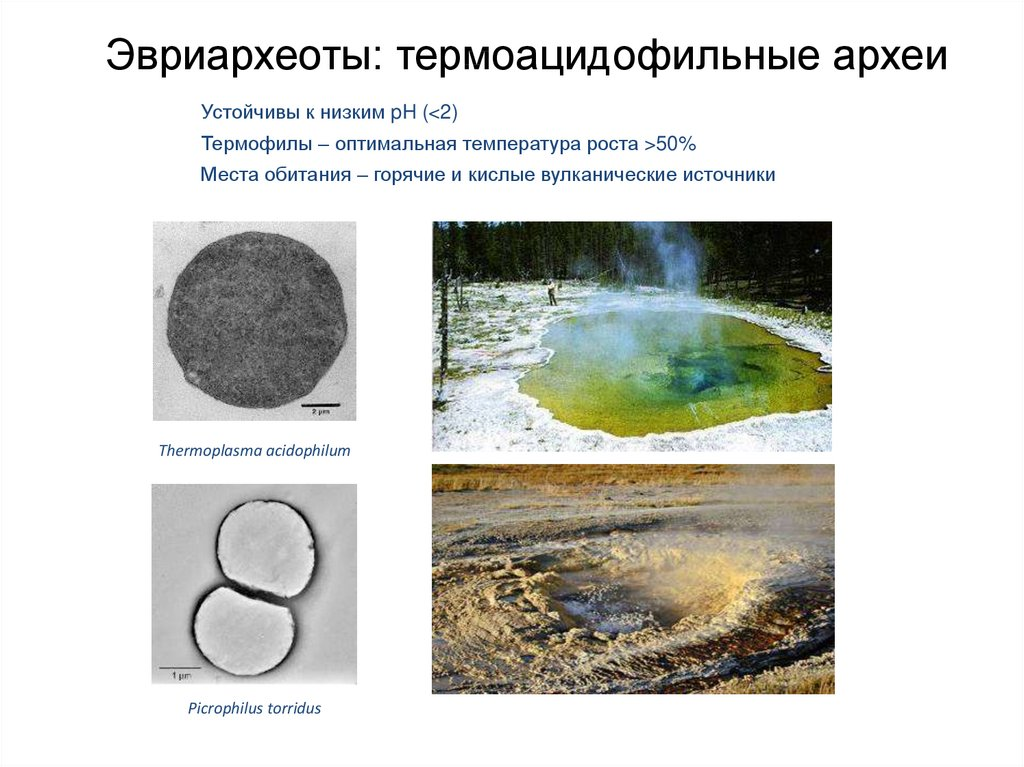 Эвриархеоты: термоацидофильные археи
Устойчивы к низким pH (<2)
Термофилы – оптимальная температура роста >50%
Места обитания – горячие и кислые вулканические источники
2 µm
Thermoplasma acidophilum
1 µm
Picrophilus torridus